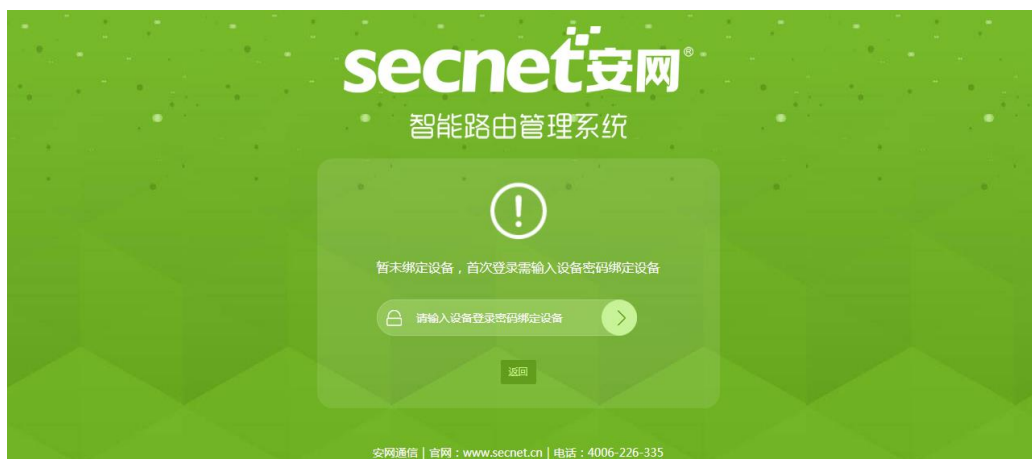 secnet安网®
智能路由管理系统
暂未绑定设备，首次登录需输入设备密码绑定设备
请输入设备登录密码绑定设备
返回
安网通信 | 官网：www.secnet.cn | 电话：4006-226-335